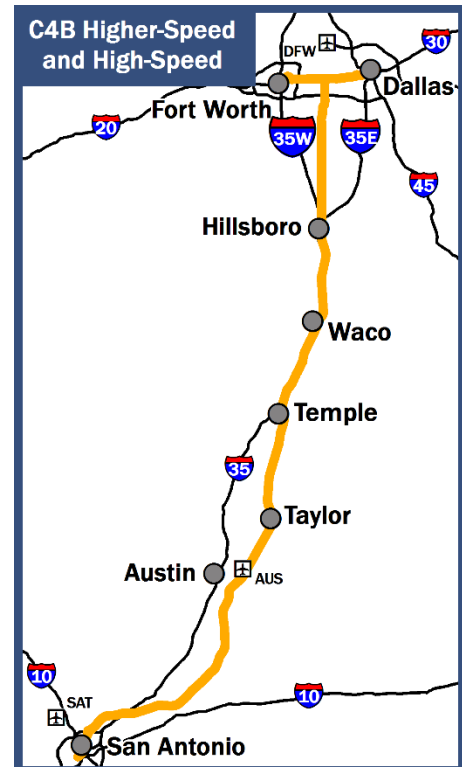 C4B Higher-Speed
and High-Speed
DFW
30
Dallas
Fort Worth
20
35W
35E
45
Hillsboro
Waco
Temple
35
Taylor
Austin
AUS
10
SAT
10
San Antonio